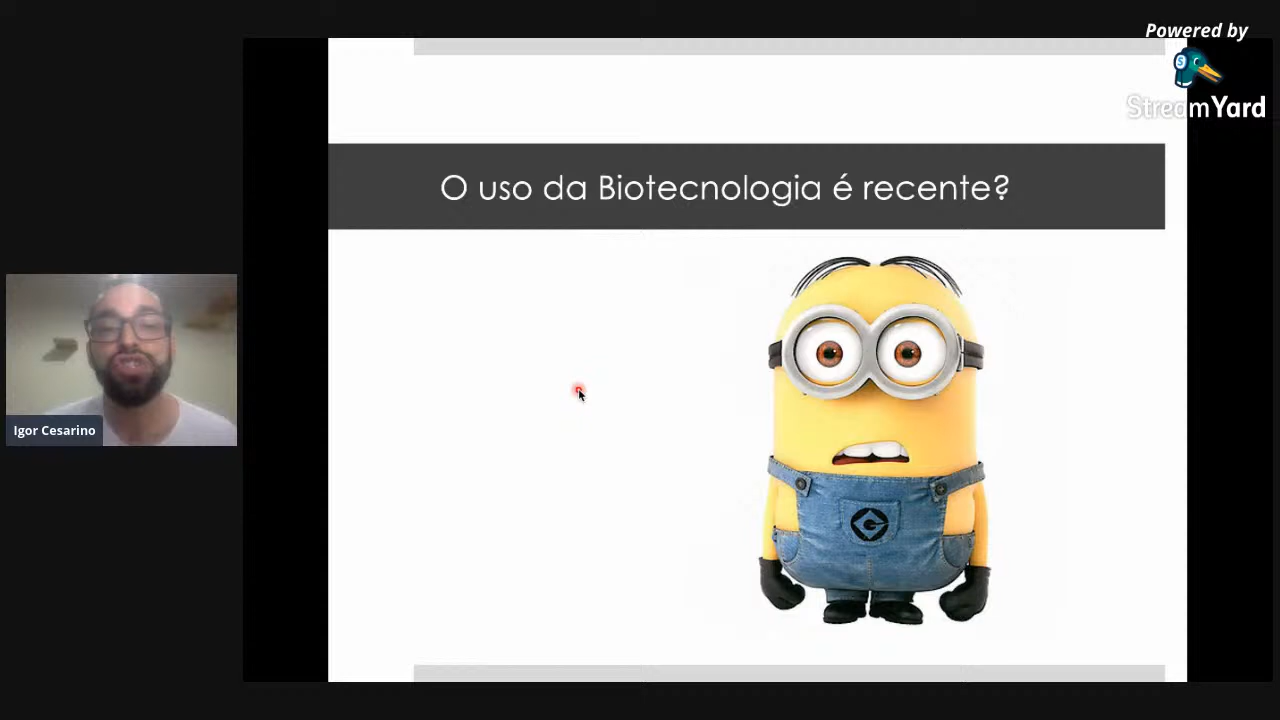 Powered by
StreamYard
O uso da Biotecnologia é recente?
Igor Cesarino